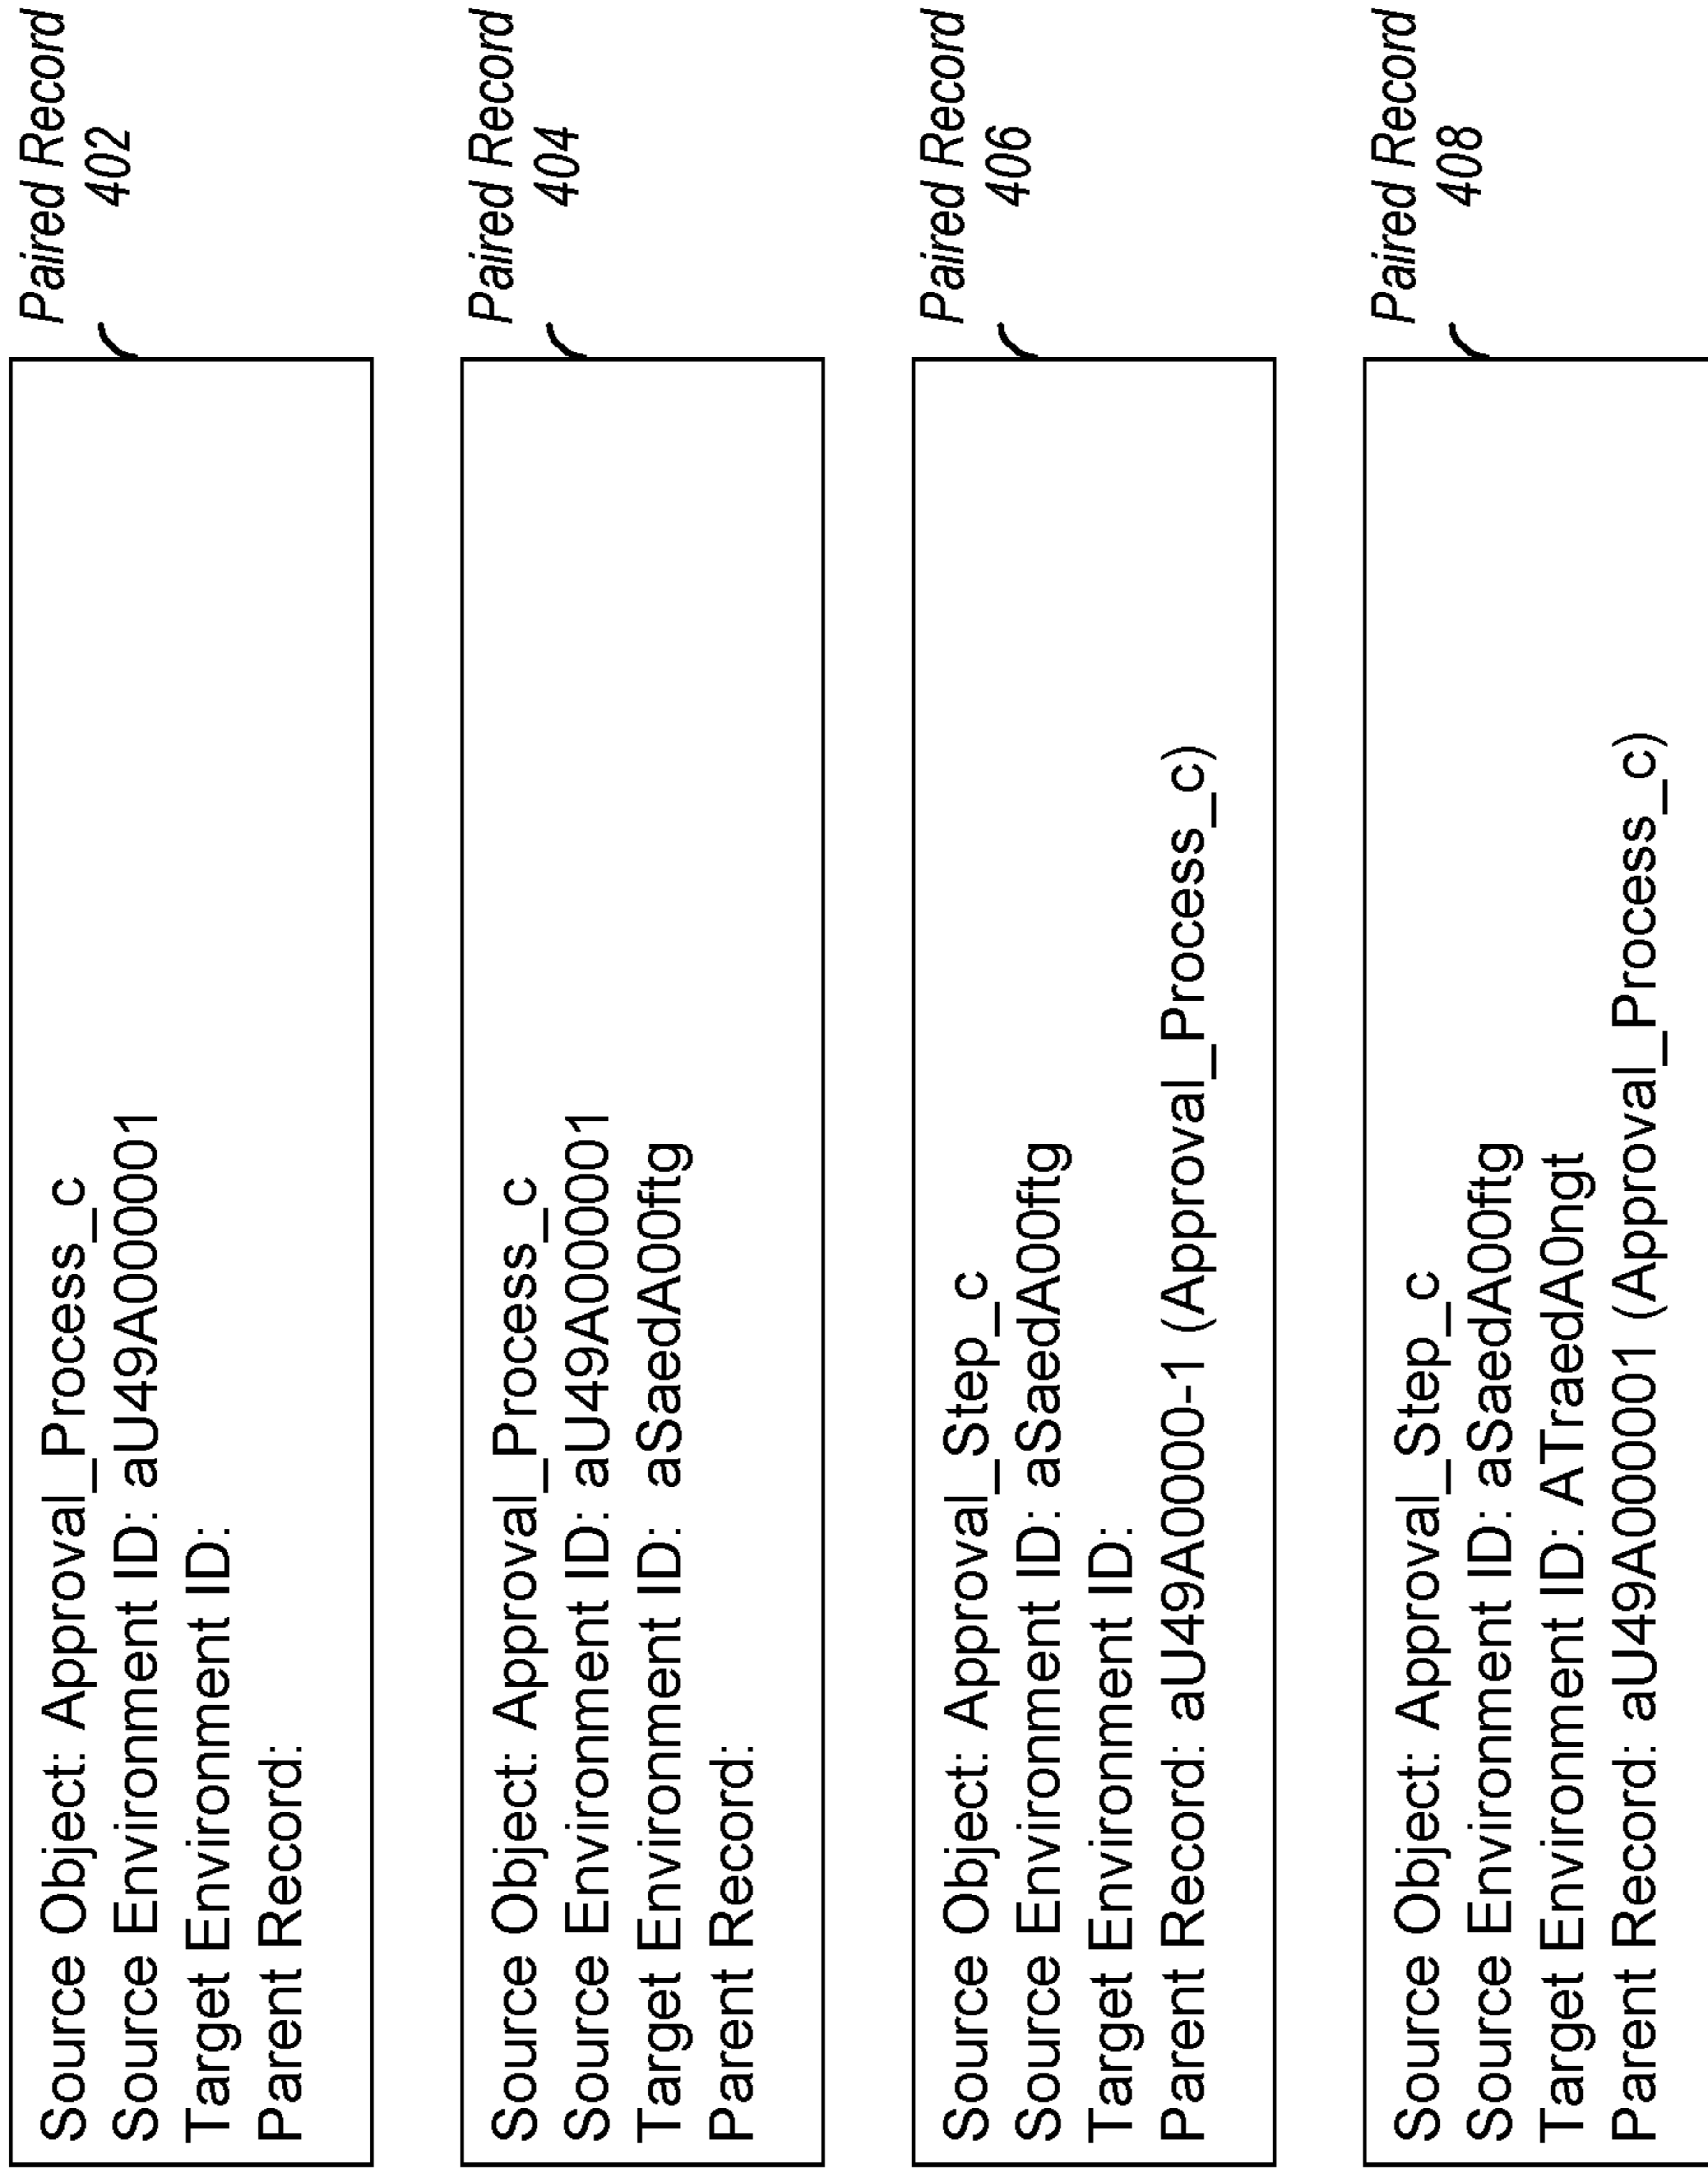 Paired Record
402
Source Object: Approval_Process_c
Source Environment ID: aU49A000001
Target Environment ID:
Parent Record:
Paired Record
404
Source Object: Approval_Process_c
Source Environment ID: aU49A000001
Target Environment ID: aSaedA00ftg
Parent Record:
Paired Record
406
Source Object: Approval_Step_c
Source Environment ID: aSaedA00ftg
Target Environment ID:
Parent Record: aU49A0000-1 (Approval_Process_c)
Paired Record
408
Source Object: Approval_Step_c
Source Environment ID: aSaedA00ftg
Target Environment ID: ATraedA0ngt
Parent Record: aU49A000001 (Approval_Process_c)